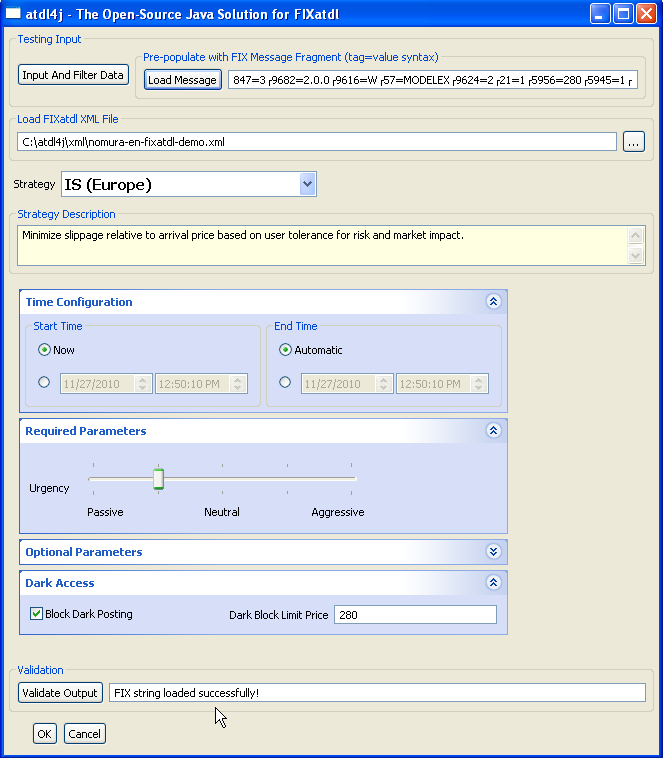 atdl4j - The Open-Source Java Solution for FIXatdl
Testing Input
Input And Filter Data
Pre-populate with FIX Message Fragment (tag=value syntax)
Load Message
847=3┌9682=2.0.0┌9616=W┌57=MODELEX┌9624=2┌21=1┌5956=280┌5945=1┌
Load FIXatdl XML File
C:\atdl4j\xml\nomura-en-fixatdl-demo.xml
...
Strategy IS (Europe)
Strategy Description
Minimize slippage relative to arrival price based on user tolerance for risk and market impact.
Time Configuration
Start Time
Now
11/27/2010 12:50:10 PM
End Time
Automatic
11/27/2010 12:50:10 PM
Required Parameters
Urgency
Passive Neutral Aggressive
Optional Parameters
Dark Access
Block Dark Posting
Dark Block Limit Price 280
Validation
Validate Output FIX string loaded successfully!
OK Cancel